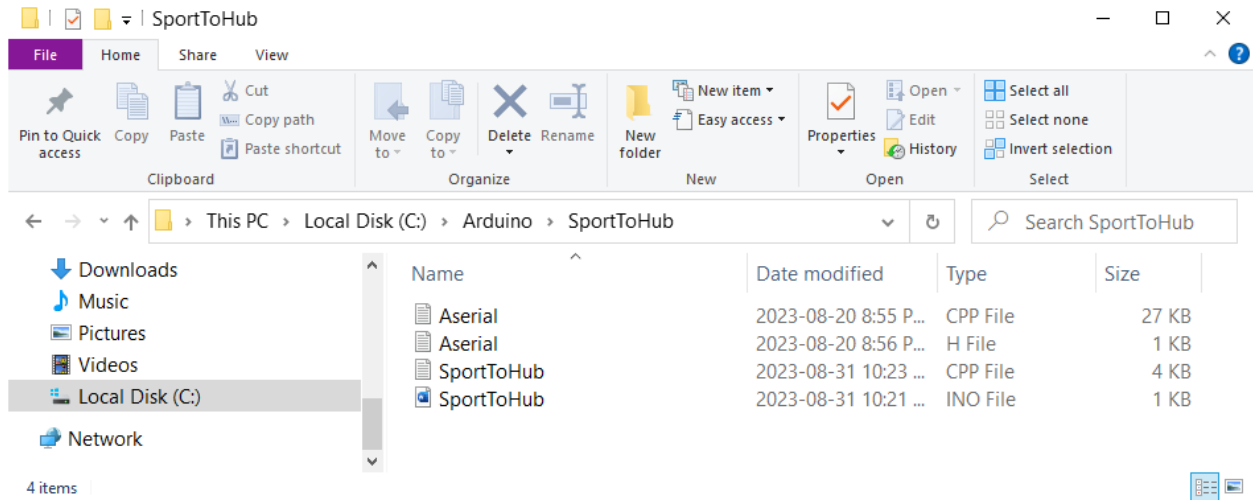 SportToHub
File Home Share View
Pin to Quick access
Copy
Paste
Cut
Copy path
Paste shortcut
Clipboard
Move to
Copy to
Delete
Rename
Organize
New folder
New item
Easy access
New
Properties
Open
Edit
History
Open
Select all
Select none
Invert selection
Select
This PC › Local Disk (C:) › Arduino › SportToHub
Search SportToHub
Downloads
Music
Pictures
Videos
Local Disk (C:)
Network
Name Date modified Type Size
Aserial 2023-08-20 8:55 P... CPP File 27 KB
Aserial 2023-08-20 8:56 P... H File 1 KB
SportToHub 2023-08-31 10:23 ... CPP File 4 KB
SportToHub 2023-08-31 10:21 ... INO File 1 KB
4 items